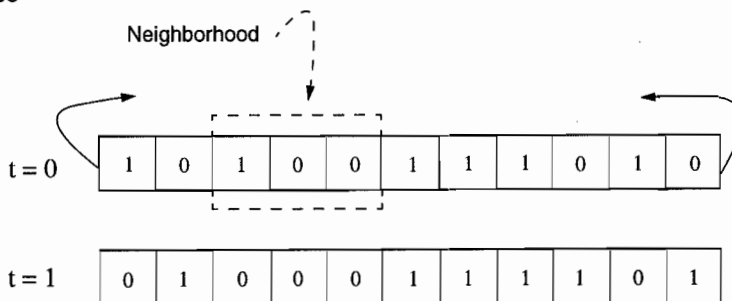 Neighborhood
t = 0 1 0 1 0 0 1 1 1 0 1 0
t = 1 0 1 0 0 0 1 1 1 1 0 1